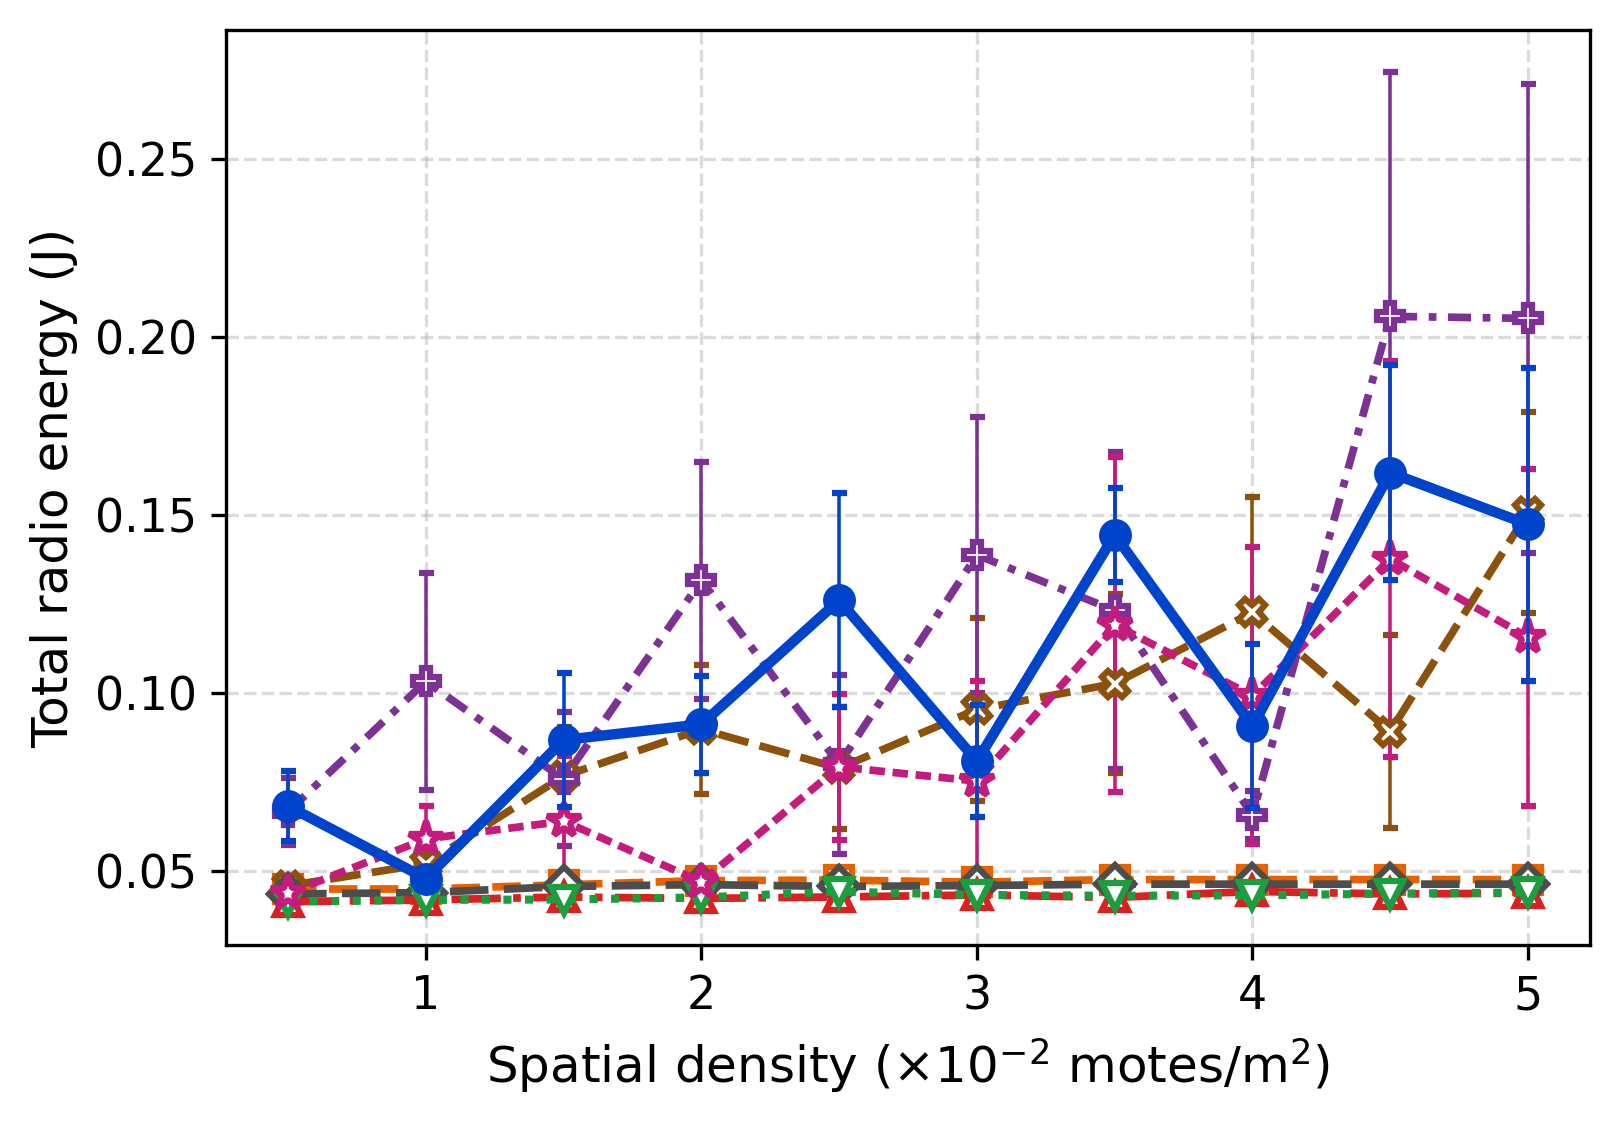 Total radio energy (J)
0.25
0.20
0.15
0.10
0.05
1 2 3 4 5
Spatial density (×10⁻² motes/m²)